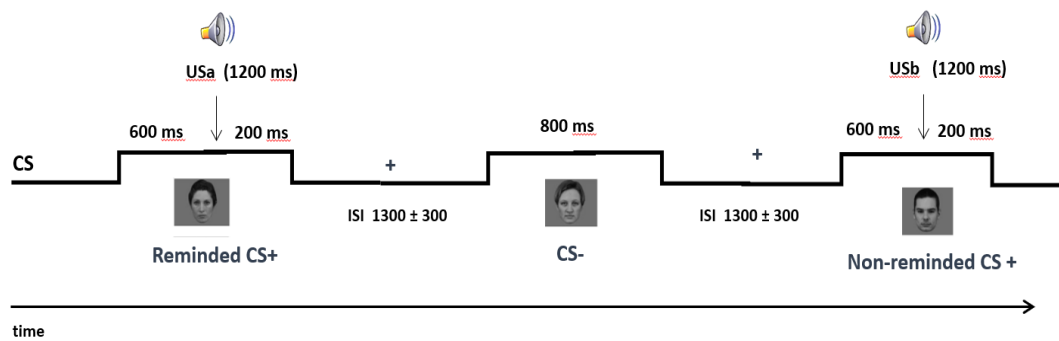 USa (1200 ms)
USb (1200 ms)
600 ms 200 ms
800 ms
600 ms 200 ms
CS
+
+
ISI 1300 ± 300
ISI 1300 ± 300
Reminded CS+
CS-
Non-reminded CS +
time